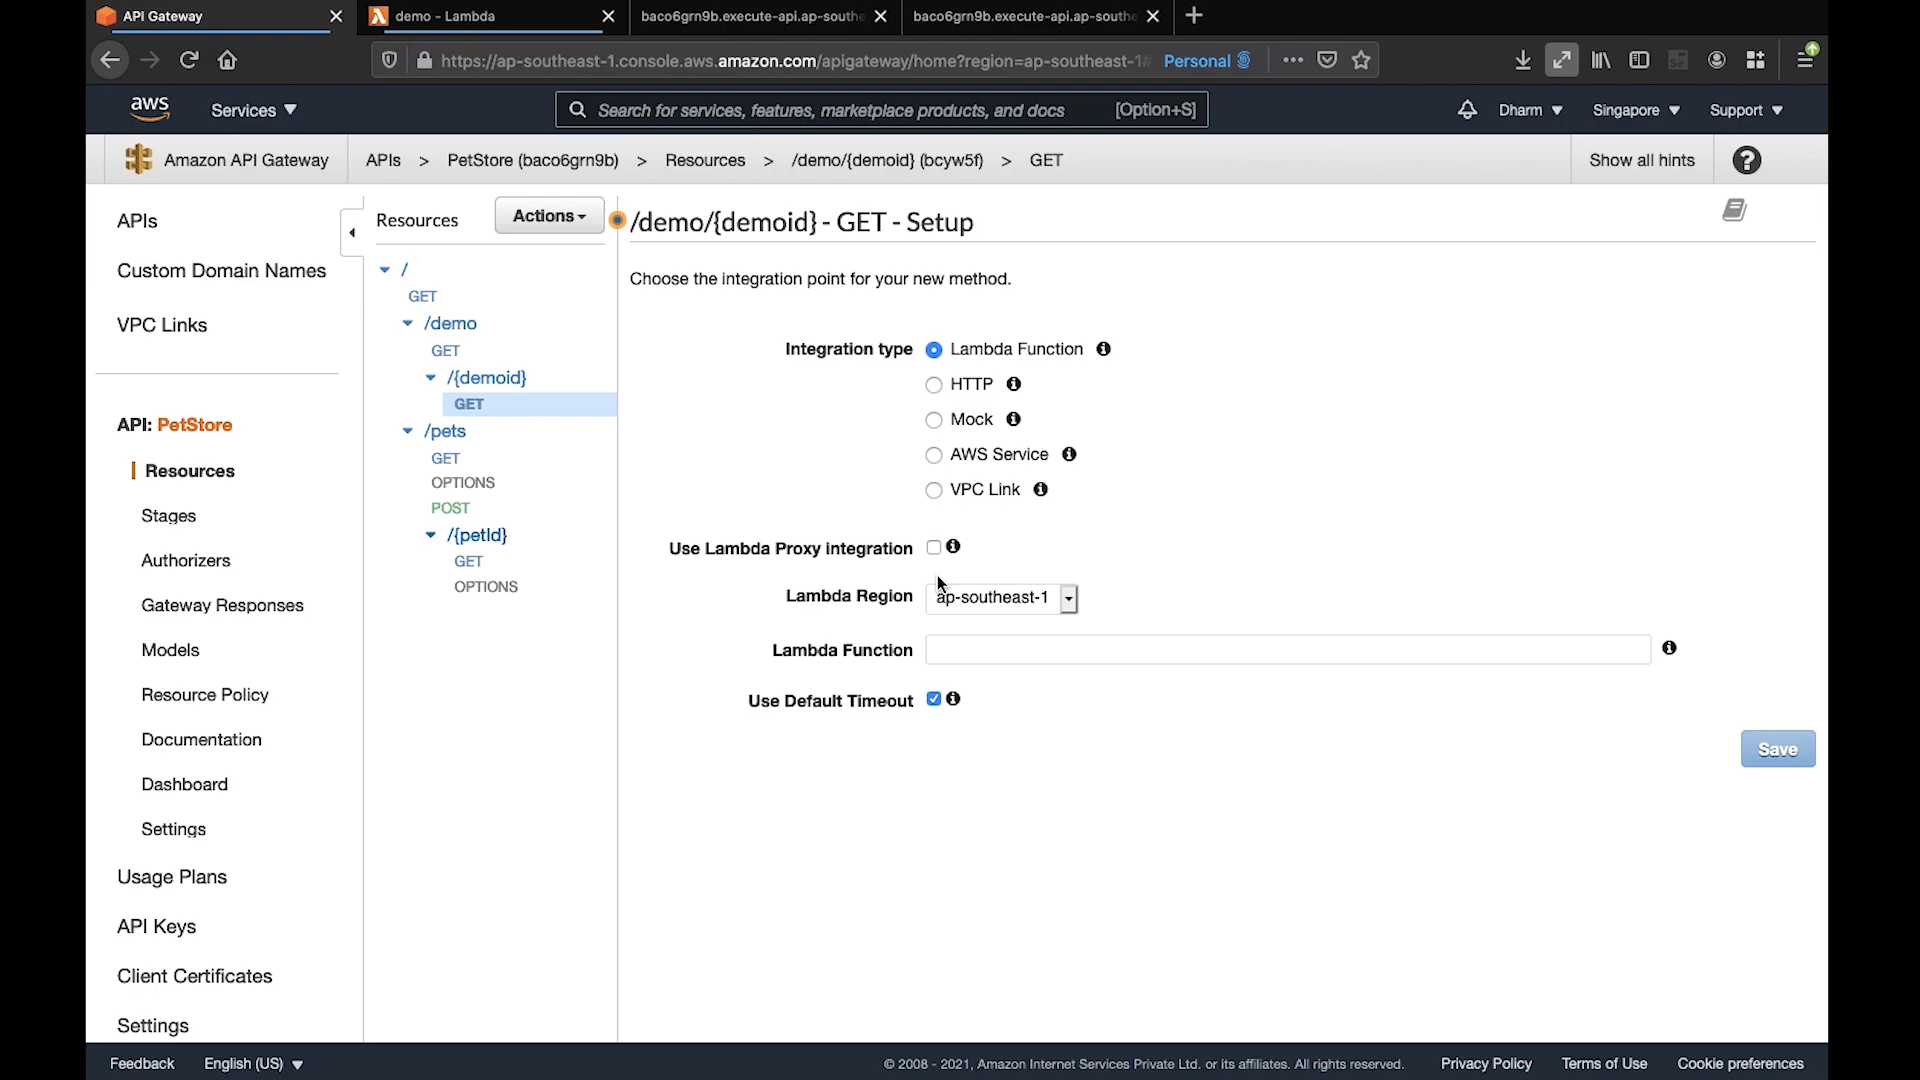 API Gateway
demo - Lambda
baco6grn9b.execute-api.ap-southe
baco6grn9b.execute-api.ap-southe
https://ap-southeast-1.console.aws.amazon.com/apigateway/home?region=ap-southeast-1#
Personal
aws
Services
Search for services, features, marketplace products, and docs
[Option+S]
Dharm
Singapore
Support
Amazon API Gateway
APIs > PetStore (baco6grn9b) > Resources > /demo/{demoid} (bcyw5f) > GET
Show all hints
APIs
Custom Domain Names
VPC Links
API: PetStore
Resources
Stages
Authorizers
Gateway Responses
Models
Resource Policy
Documentation
Dashboard
Settings
Usage Plans
API Keys
Client Certificates
Settings
Resources
Actions
/
GET
/demo
GET
/{demoid}
GET
/pets
GET
OPTIONS
POST
/{petId}
GET
OPTIONS
/demo/{demoid} - GET - Setup
Choose the integration point for your new method.
Integration type
Lambda Function
HTTP
Mock
AWS Service
VPC Link
Use Lambda Proxy integration
Lambda Region
ap-southeast-1
Lambda Function
Use Default Timeout
Save
Feedback
English (US)
© 2008 - 2021, Amazon Internet Services Private Ltd. or its affiliates. All rights reserved.
Privacy Policy
Terms of Use
Cookie preferences